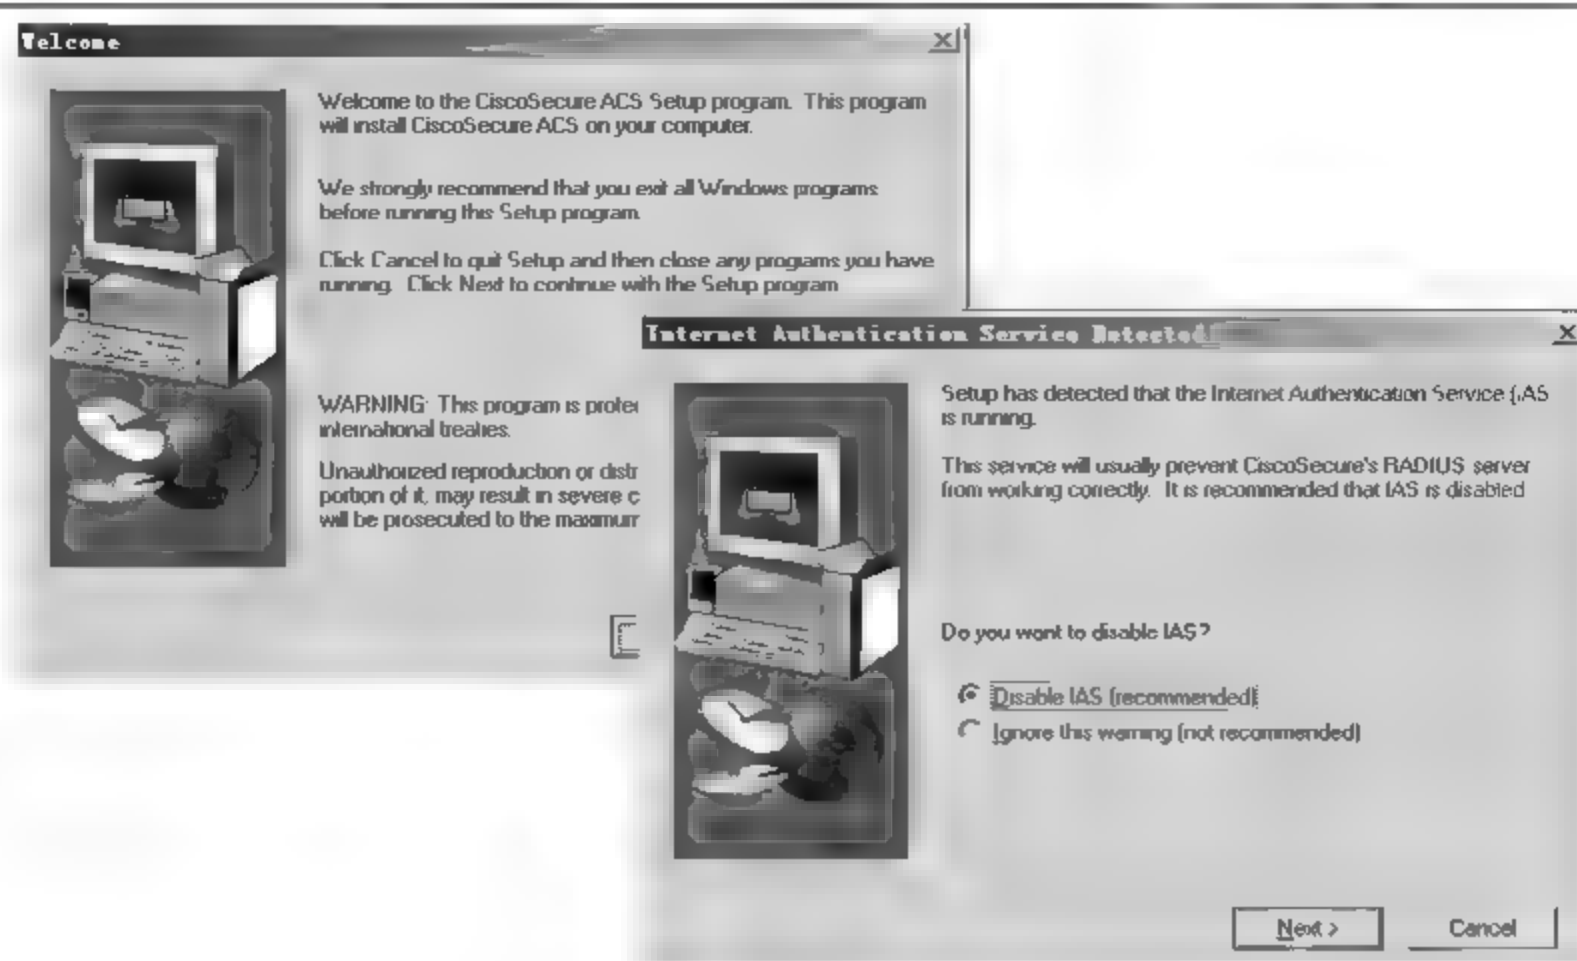 Welcome
Welcome to the CiscoSecure ACS Setup program. This program
will install CiscoSecure ACS on your computer.
We strongly recommend that you exit all Windows programs
before running this Setup program.
Click Cancel to quit Setup and then close any programs you have
running. Click Next to continue with the Setup program
WARNING: This program is protec
international treaties.
Unauthorized reproduction or distr
portion of it, may result in severe c
will be prosecuted to the maximum
Internet Authentication Service Detected
Setup has detected that the Internet Authentication Service (IAS
is running.
This service will usually prevent CiscoSecure's RADIUS server
from working correctly. It is recommended that IAS is disabled
Do you want to disable IAS?
Disable IAS (recommended)
Ignore this warning (not recommended)
Next >
Cancel